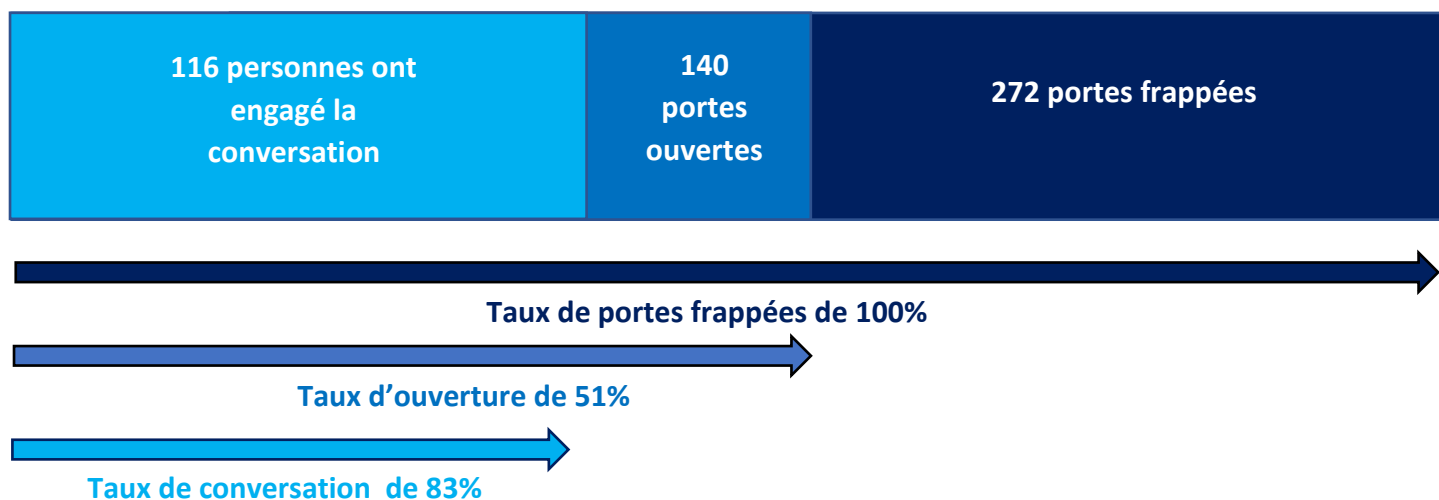 116 personnes ont
engagé la
conversation
140
portes
ouvertes
272 portes frappées
Taux de portes frappées de 100%
Taux d’ouverture de 51%
Taux de conversation  de 83%